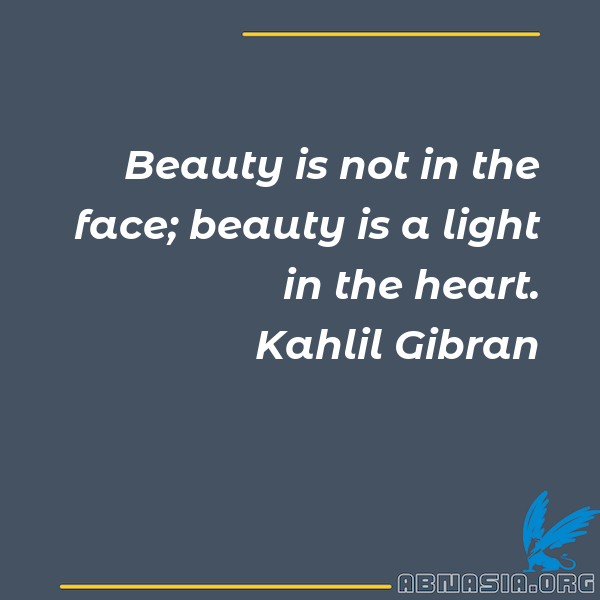 Beauty is not in the
face; beauty is a light
in the heart.
Kahlil Gibran
ABNASIA.ORG